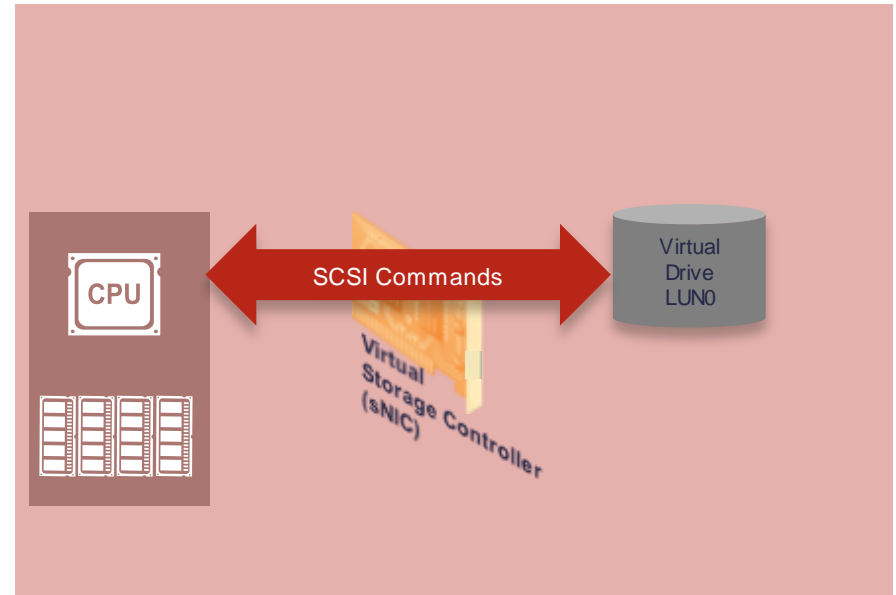 CPU
SCSI Commands
Virtual
Storage Controller
(sNIC)
Virtual
Drive
LUN0